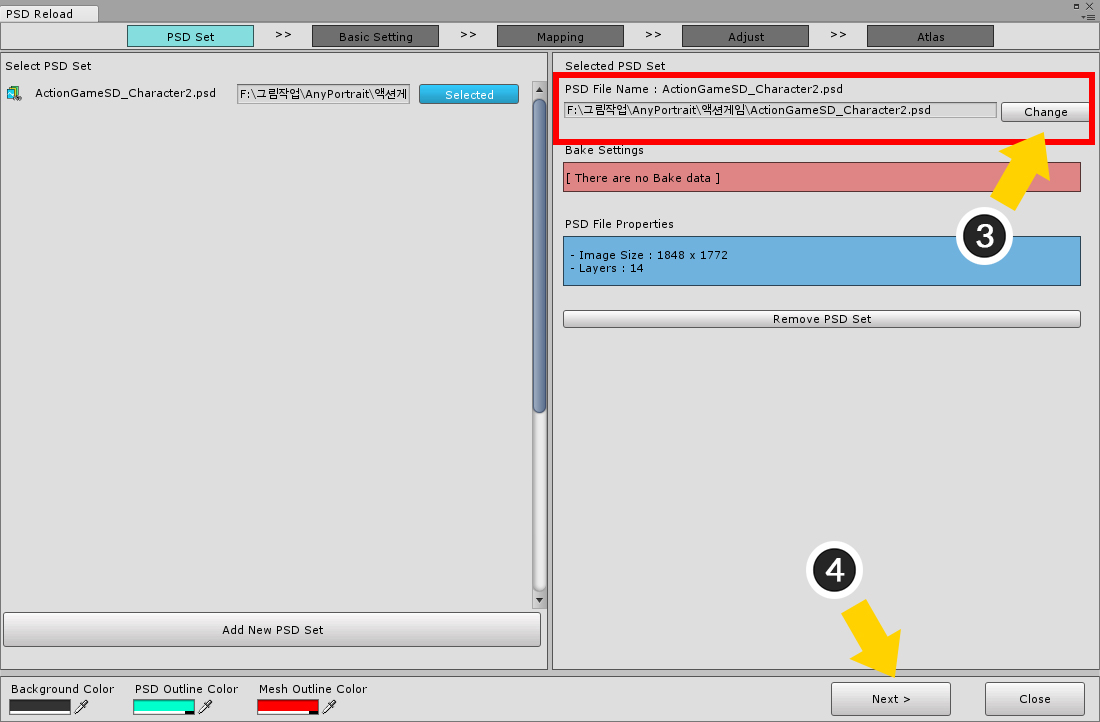 PSD Reload
PSD Set >> Basic Setting >> Mapping >> Adjust >> Atlas
Select PSD Set
ActionGameSD_Character2.psd F:\그림작업\AnyPortrait\액션게 Selected
Add New PSD Set
Selected PSD Set
PSD File Name : ActionGameSD_Character2.psd
F:\그림작업\AnyPortrait\액션게임\ActionGameSD_Character2.psd Change
Bake Settings
[ There are no Bake data ]
3
PSD File Properties
- Image Size : 1848 x 1772
- Layers : 14
Remove PSD Set
4
Background Color PSD Outline Color Mesh Outline Color
Next > Close